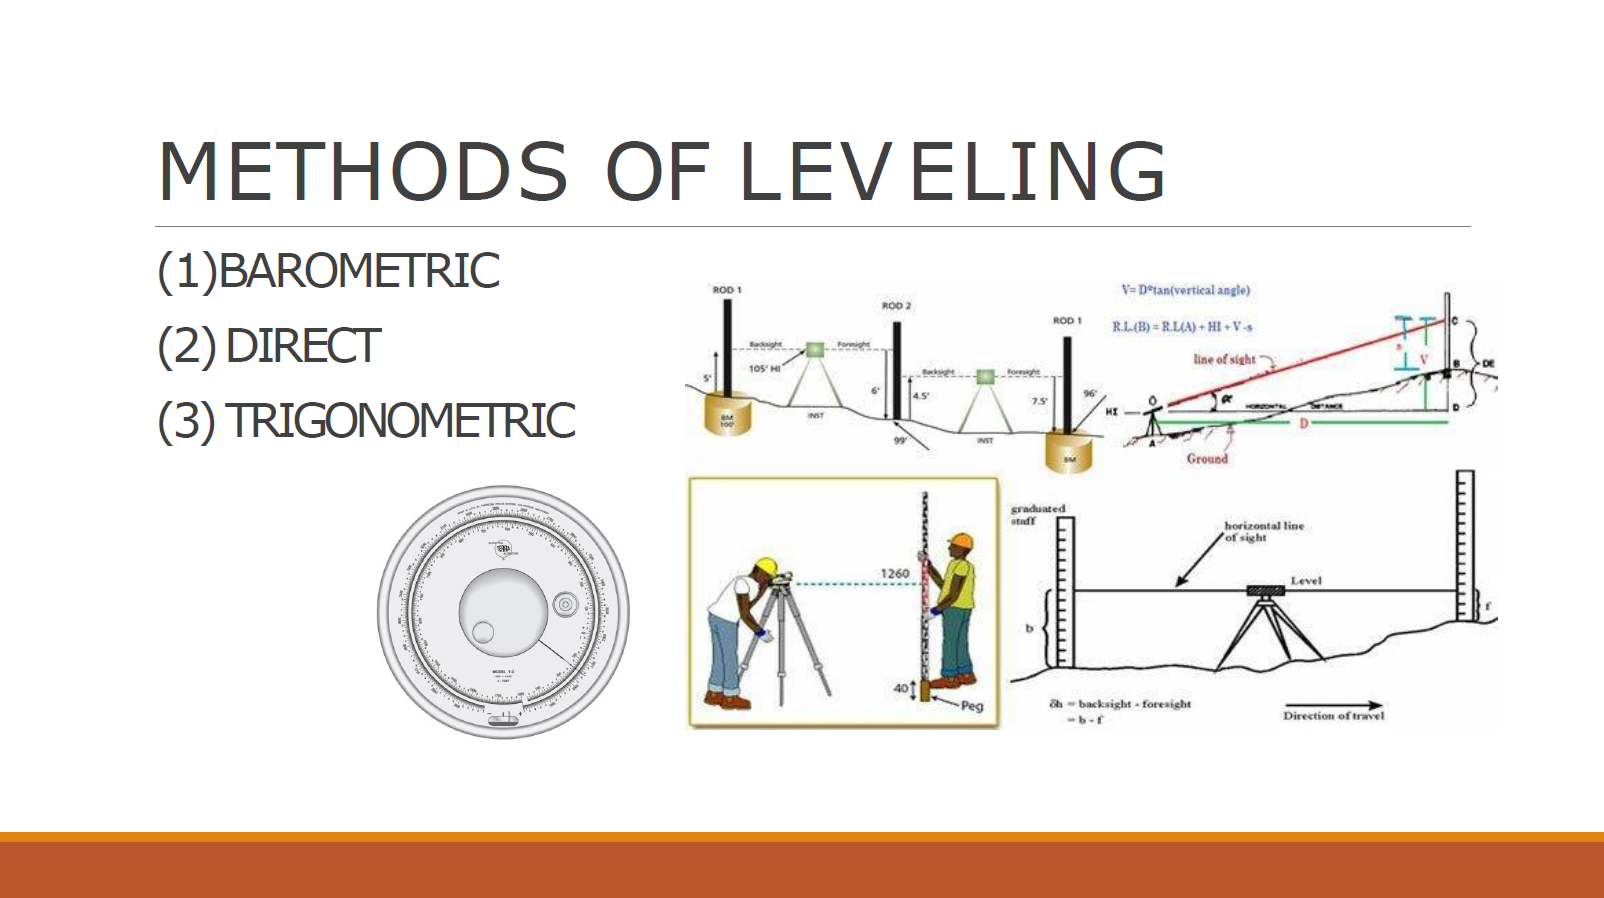 METHODS OF LEVELING
(1)BAROMETRIC
(2) DIRECT
(3) TRIGONOMETRIC
ROD 1
ROD 2
ROD 1
Backsight
Foresight
105' HI
5'
6'
BM
100'
INST
Backsight
Foresight
4.5'
7.5'
96'
99'
INST
BM
V= D*tan(vertical angle)
R.L.(B) = R.L(A) + HI + V -s
line of sight
s
V
C
B
DE
D
O
α
HORIZONTAL DISTANCE
HI
A
D
Ground
TERRA
MODEL
1260
40
Peg
graduated
staff
horizontal line
of sight
Level
b
f
δh = backsight - foresight
= b - f
Direction of travel